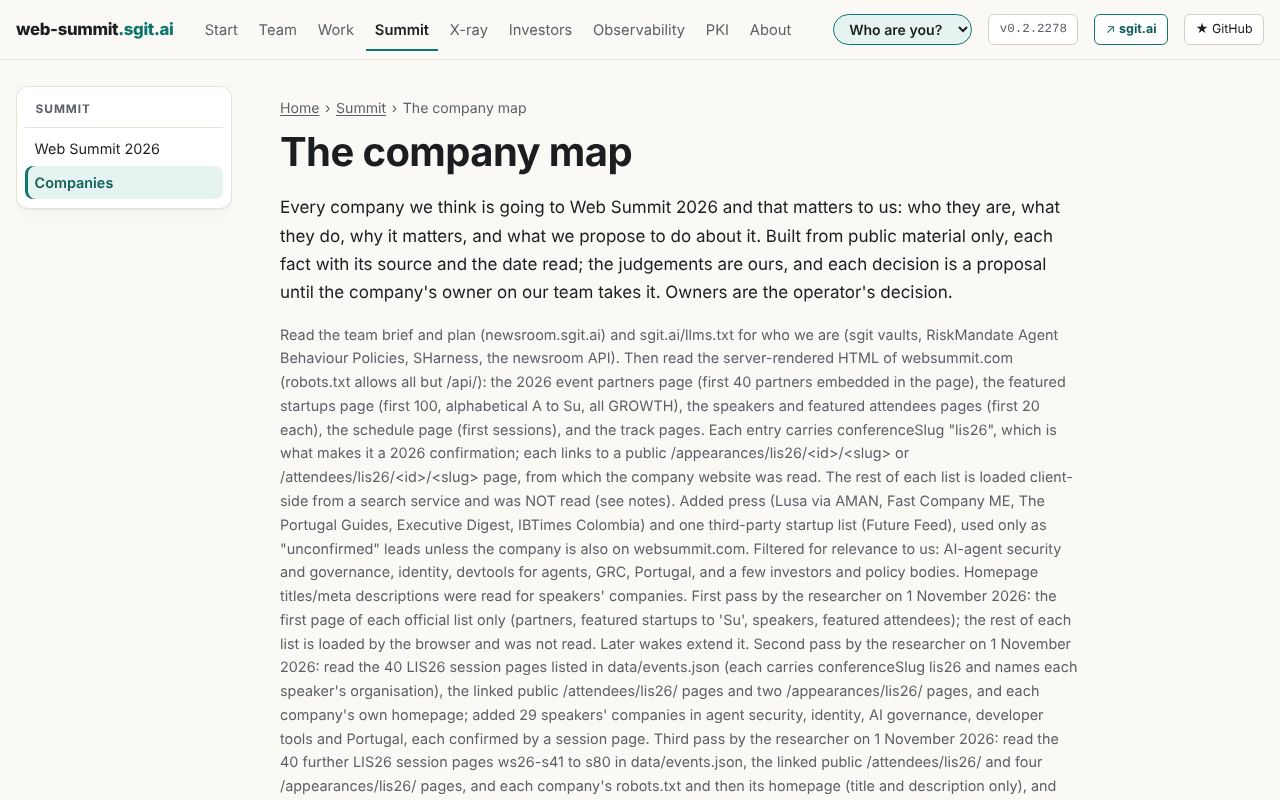 web-summit.sgit.ai Start Team Work Summit X-ray Investors Observability PKI About Who are you? v0.2.2278 ↗ sgit.ai ★ GitHub
SUMMIT
Web Summit 2026
Companies
Home › Summit › The company map
The company map
Every company we think is going to Web Summit 2026 and that matters to us: who they are, what
they do, why it matters, and what we propose to do about it. Built from public material only, each
fact with its source and the date read; the judgements are ours, and each decision is a proposal
until the company's owner on our team takes it. Owners are the operator's decision.
Read the team brief and plan (newsroom.sgit.ai) and sgit.ai/llms.txt for who we are (sgit vaults, RiskMandate Agent
Behaviour Policies, SHarness, the newsroom API). Then read the server-rendered HTML of websummit.com
(robots.txt allows all but /api/): the 2026 event partners page (first 40 partners embedded in the page), the featured
startups page (first 100, alphabetical A to Su, all GROWTH), the speakers and featured attendees pages (first 20
each), the schedule page (first sessions), and the track pages. Each entry carries conferenceSlug "lis26", which is
what makes it a 2026 confirmation; each links to a public /appearances/lis26/<id>/<slug> or
/attendees/lis26/<id>/<slug> page, from which the company website was read. The rest of each list is loaded client-
side from a search service and was NOT read (see notes). Added press (Lusa via AMAN, Fast Company ME, The
Portugal Guides, Executive Digest, IBTimes Colombia) and one third-party startup list (Future Feed), used only as
"unconfirmed" leads unless the company is also on websummit.com. Filtered for relevance to us: AI-agent security
and governance, identity, devtools for agents, GRC, Portugal, and a few investors and policy bodies. Homepage
titles/meta descriptions were read for speakers' companies. First pass by the researcher on 1 November 2026: the
first page of each official list only (partners, featured startups to 'Su', speakers, featured attendees); the rest of each
list is loaded by the browser and was not read. Later wakes extend it. Second pass by the researcher on 1 November
2026: read the 40 LIS26 session pages listed in data/events.json (each carries conferenceSlug lis26 and names each
speaker's organisation), the linked public /attendees/lis26/ pages and two /appearances/lis26/ pages, and each
company's own homepage; added 29 speakers' companies in agent security, identity, AI governance, developer
tools and Portugal, each confirmed by a session page. Third pass by the researcher on 1 November 2026: read the
40 further LIS26 session pages ws26-s41 to s80 in data/events.json, the linked public /attendees/lis26/ and four
/appearances/lis26/ pages, and each company's robots.txt and then its homepage (title and description only), and